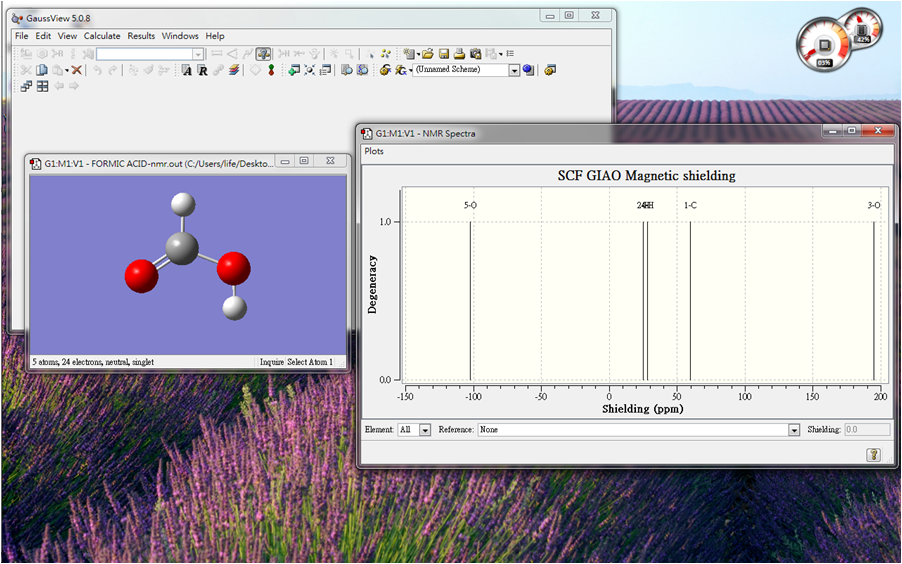 GaussView 5.0.8
File Edit View Calculate Results Windows Help
(Unnamed Scheme)
03%
42%
G1:M1:V1 - FORMIC ACID-nmr.out (C:/Users/life/Deskto...
5 atoms, 24 electrons, neutral, singlet
Inquire Select Atom 1
G1:M1:V1 - NMR Spectra
Plots
SCF GIAO Magnetic shielding
5-O 1-C 3-O
Degeneracy
1.0
0.0
-150 -100 -50 0 50 100 150 200
Shielding (ppm)
Element: All Reference: None Shielding: 0.0